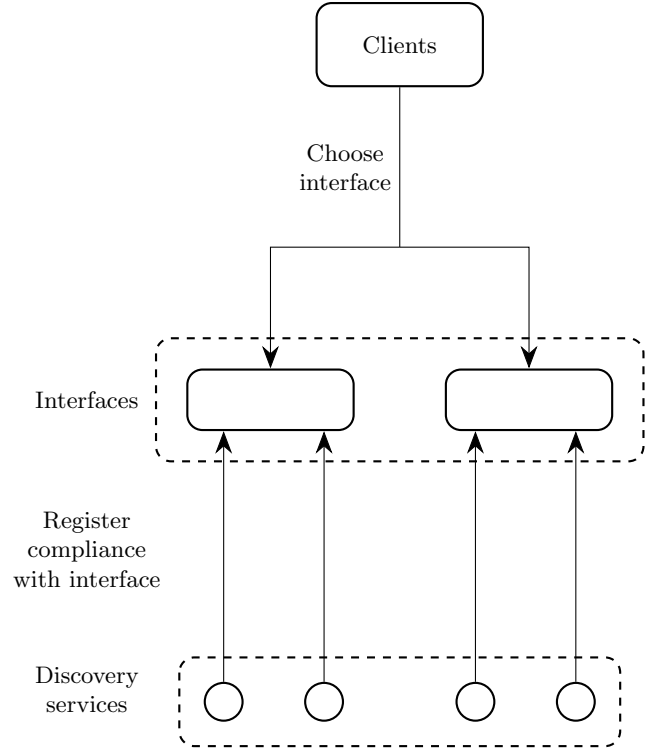 Clients
Choose
interface
Interfaces
Register
compliance
with interface
Discovery
services